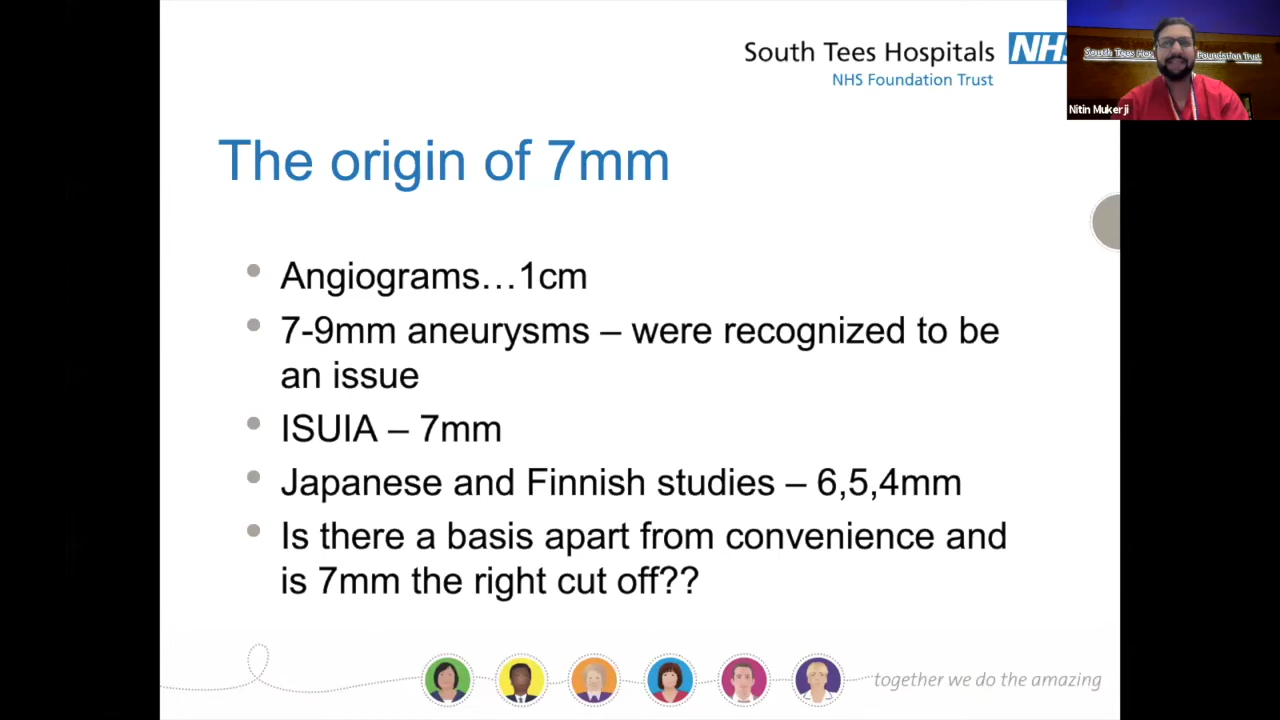 South Tees Hospitals NHS
NHS Foundation Trust
South Tees Hos Foundation Trust
Nitin Mukerji
The origin of 7mm
Angiograms…1cm
7-9mm aneurysms – were recognized to be
an issue
ISUIA – 7mm
Japanese and Finnish studies – 6,5,4mm
Is there a basis apart from convenience and
is 7mm the right cut off??
together we do the amazing